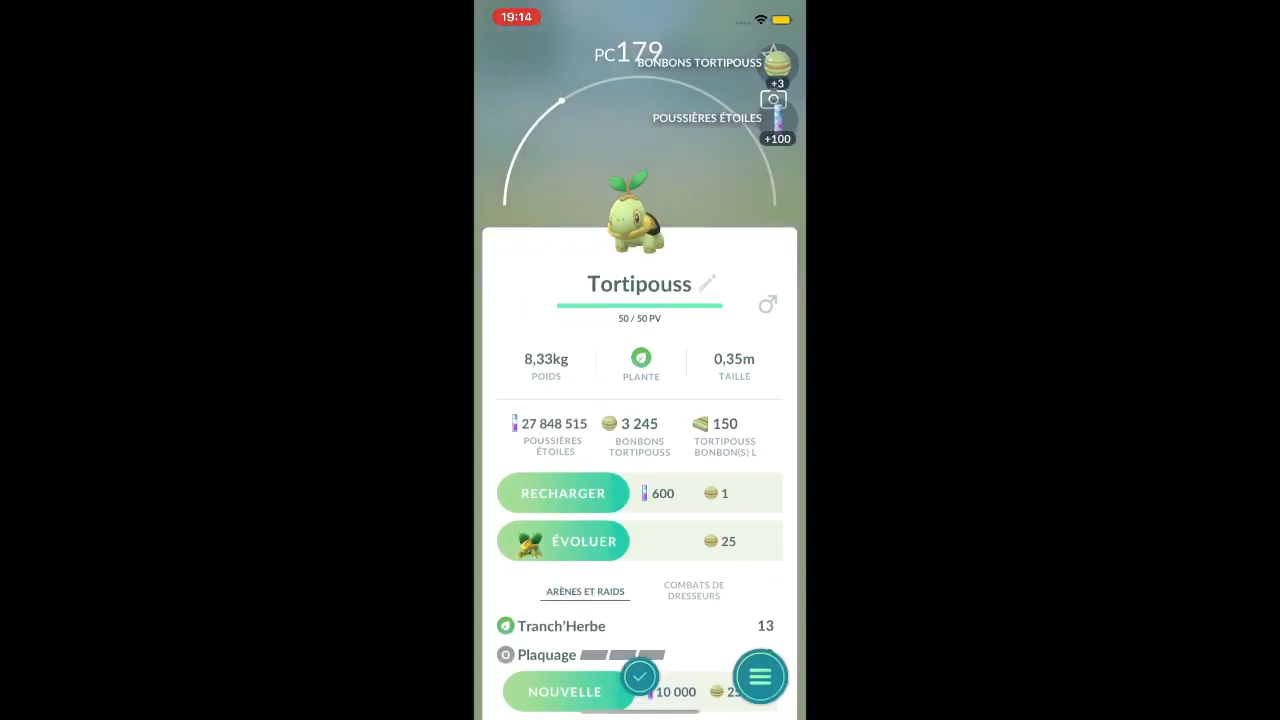 19:14
PC179
BONBONS TORTIPOUSS
+3
POUSSIÈRES ÉTOILES
+100
Tortipouss
50 / 50 PV
8,33kg
POIDS
PLANTE
0,35m
TAILLE
27 848 515
POUSSIÈRES
ÉTOILES
3 245
BONBONS
TORTIPOUSS
150
TORTIPOUSS
BONBON(S) L
RECHARGER 600 1
ÉVOLUER 25
ARÈNES ET RAIDS
COMBATS DE
DRESSEURS
Tranch'Herbe 13
Plaquage
NOUVELLE 10 000